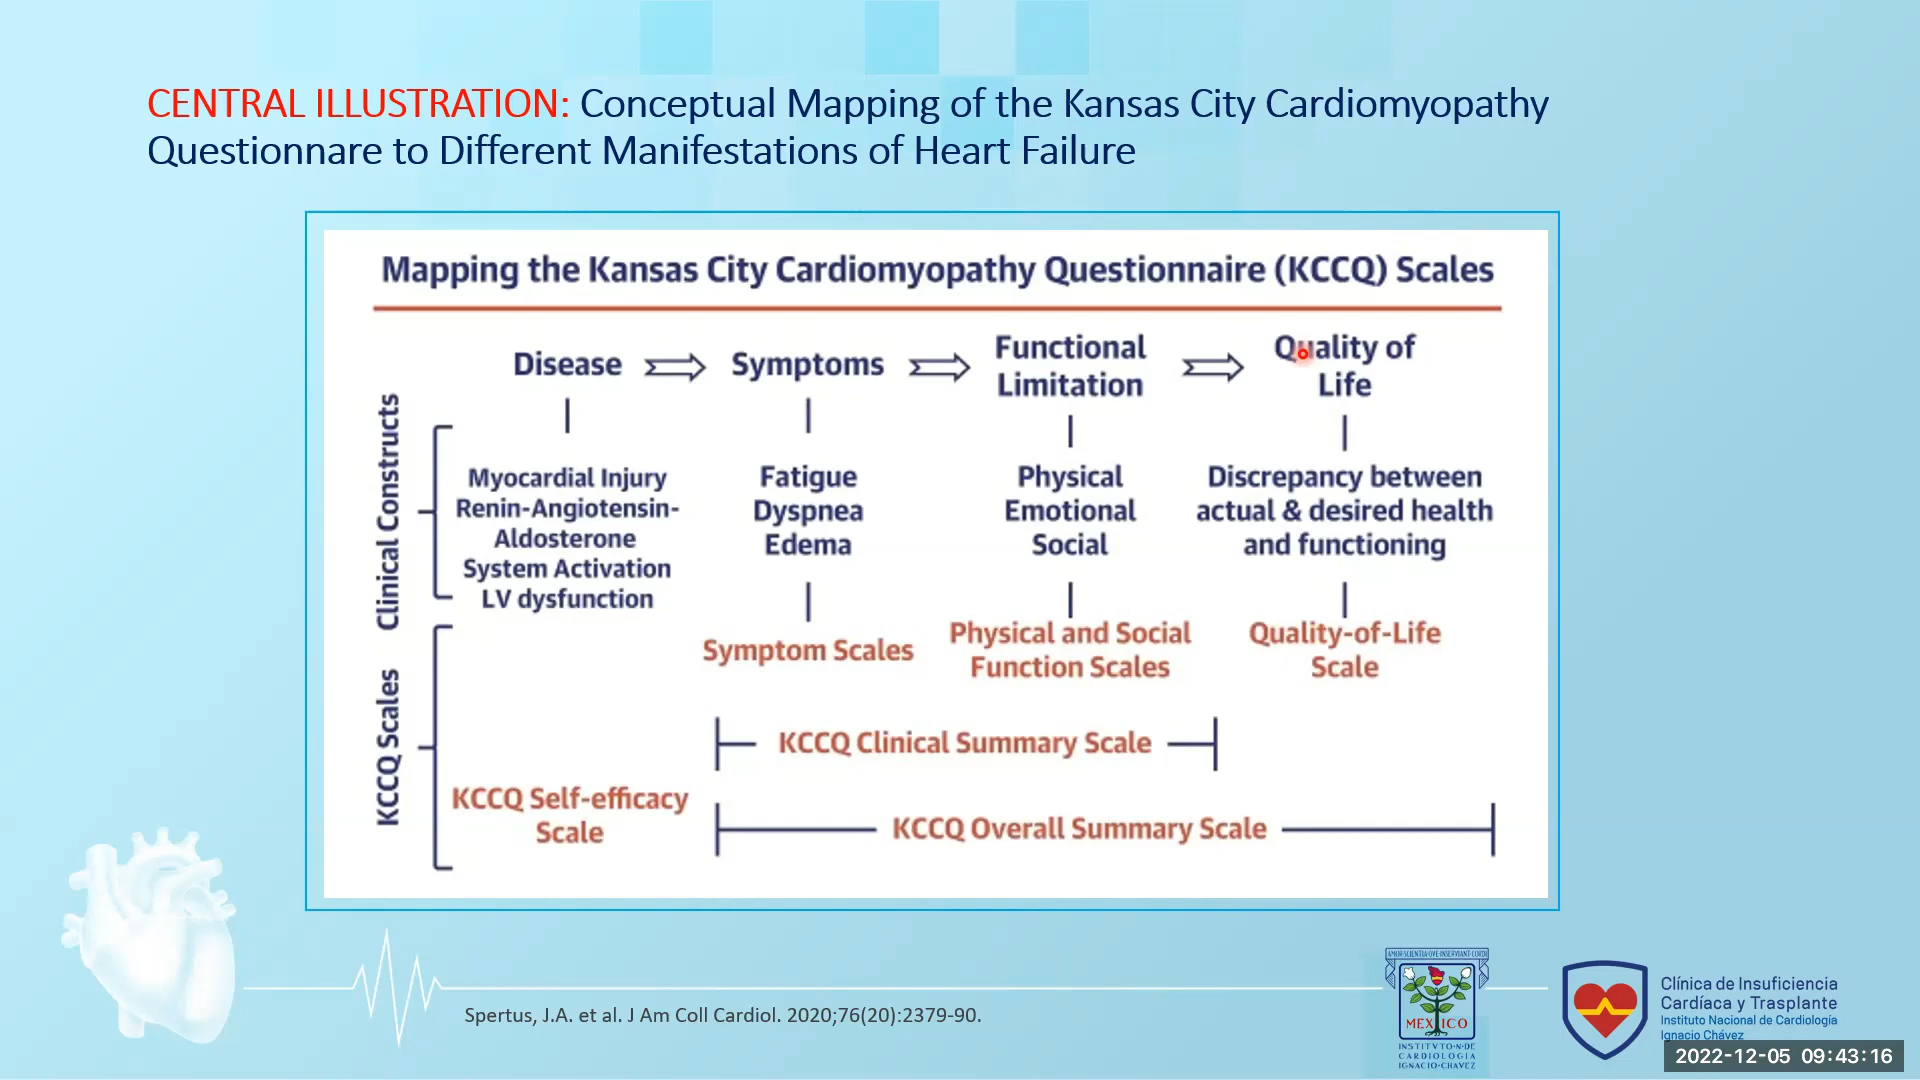 CENTRAL ILLUSTRATION: Conceptual Mapping of the Kansas City Cardiomyopathy
Questionnare to Different Manifestations of Heart Failure
Mapping the Kansas City Cardiomyopathy Questionnaire (KCCQ) Scales
Disease
Symptoms
Functional
Limitation
Quality of
Life
Clinical Constructs
Myocardial Injury
Renin-Angiotensin-
Aldosterone
System Activation
LV dysfunction
Fatigue
Dyspnea
Edema
Physical
Emotional
Social
Discrepancy between
actual & desired health
and functioning
KCCQ Scales
Symptom Scales
Physical and Social
Function Scales
Quality-of-Life
Scale
KCCQ Clinical Summary Scale
KCCQ Self-efficacy
Scale
KCCQ Overall Summary Scale
Spertus, J.A. et al. J Am Coll Cardiol. 2020;76(20):2379-90.
AMOR·SCIENTIA·QVE·INSERVIANT·CORDI
MEXICO
INSTITVTO·N·DE
CARDIOLOGIA
IGNACIO·CHAVEZ
Clínica de Insuficiencia
Cardíaca y Trasplante
Instituto Nacional de Cardiología
Ignacio Chávez
2022-12-05 09:43:16